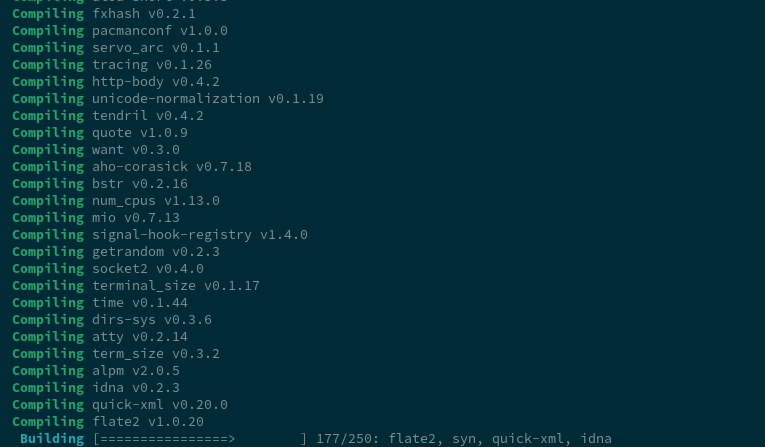 Compiling fxhash v0.2.1
Compiling pacmanconf v1.0.0
Compiling servo_arc v0.1.1
Compiling tracing v0.1.26
Compiling http-body v0.4.2
Compiling unicode-normalization v0.1.19
Compiling tendril v0.4.2
Compiling quote v1.0.9
Compiling want v0.3.0
Compiling aho-corasick v0.7.18
Compiling bstr v0.2.16
Compiling num_cpus v1.13.0
Compiling mio v0.7.13
Compiling signal-hook-registry v1.4.0
Compiling getrandom v0.2.3
Compiling socket2 v0.4.0
Compiling terminal_size v0.1.17
Compiling time v0.1.44
Compiling dirs-sys v0.3.6
Compiling atty v0.2.14
Compiling term_size v0.3.2
Compiling alpm v2.0.5
Compiling idna v0.2.3
Compiling quick-xml v0.20.0
Compiling flate2 v1.0.20
Building [================>        ] 177/250: flate2, syn, quick-xml, idna